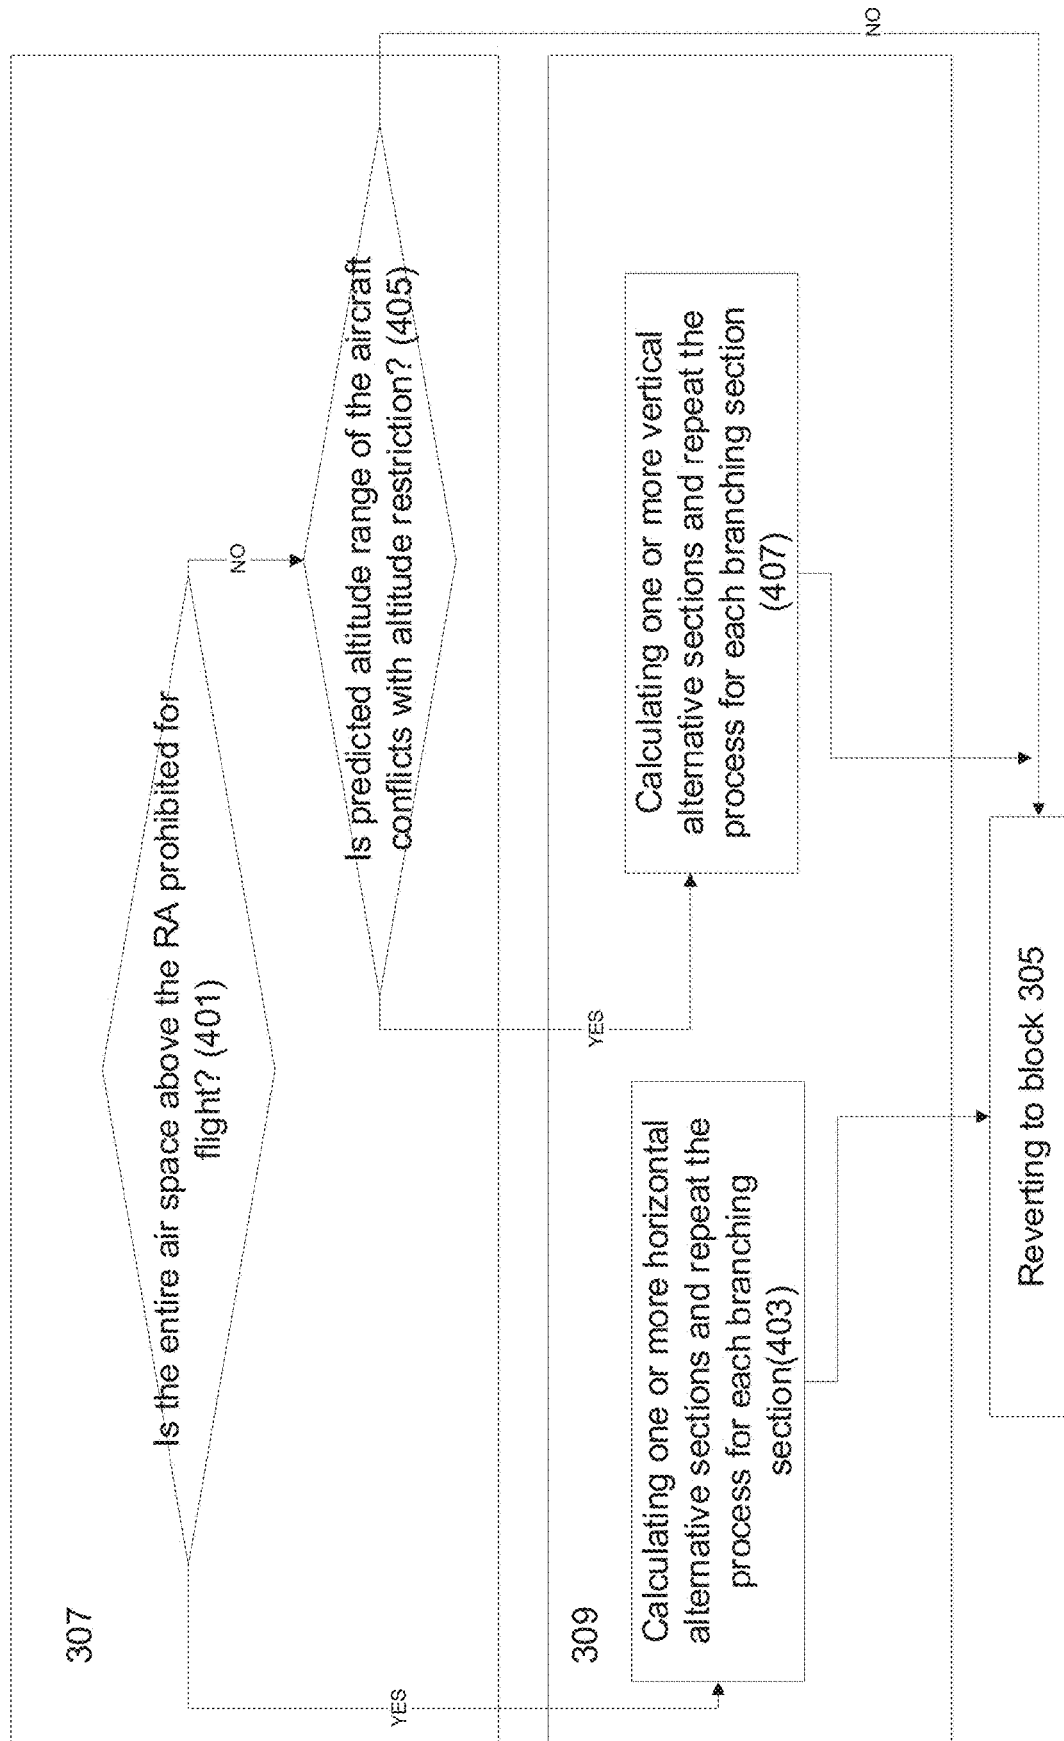 307
Is the entire air space above the RA prohibited for
flight? (401)
NO
Is predicted altitude range of the aircraft
conflicts with altitude restriction? (405)
YES
YES
NO
309
Calculating one or more horizontal
alternative sections and repeat the
process for each branching
section(403)
Calculating one or more vertical
alternative sections and repeat the
process for each branching section
(407)
Reverting to block 305